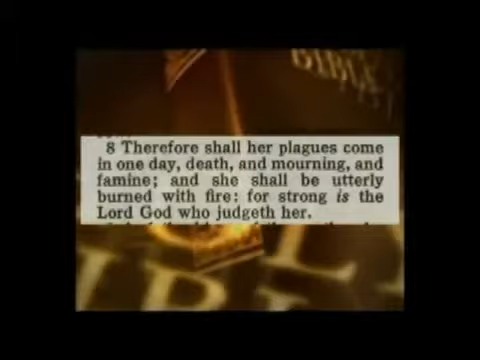 BIBLE
8 Therefore shall her plagues come
in one day, death, and mourning, and
famine; and she shall be utterly
burned with fire: for strong is the
Lord God who judgeth her.